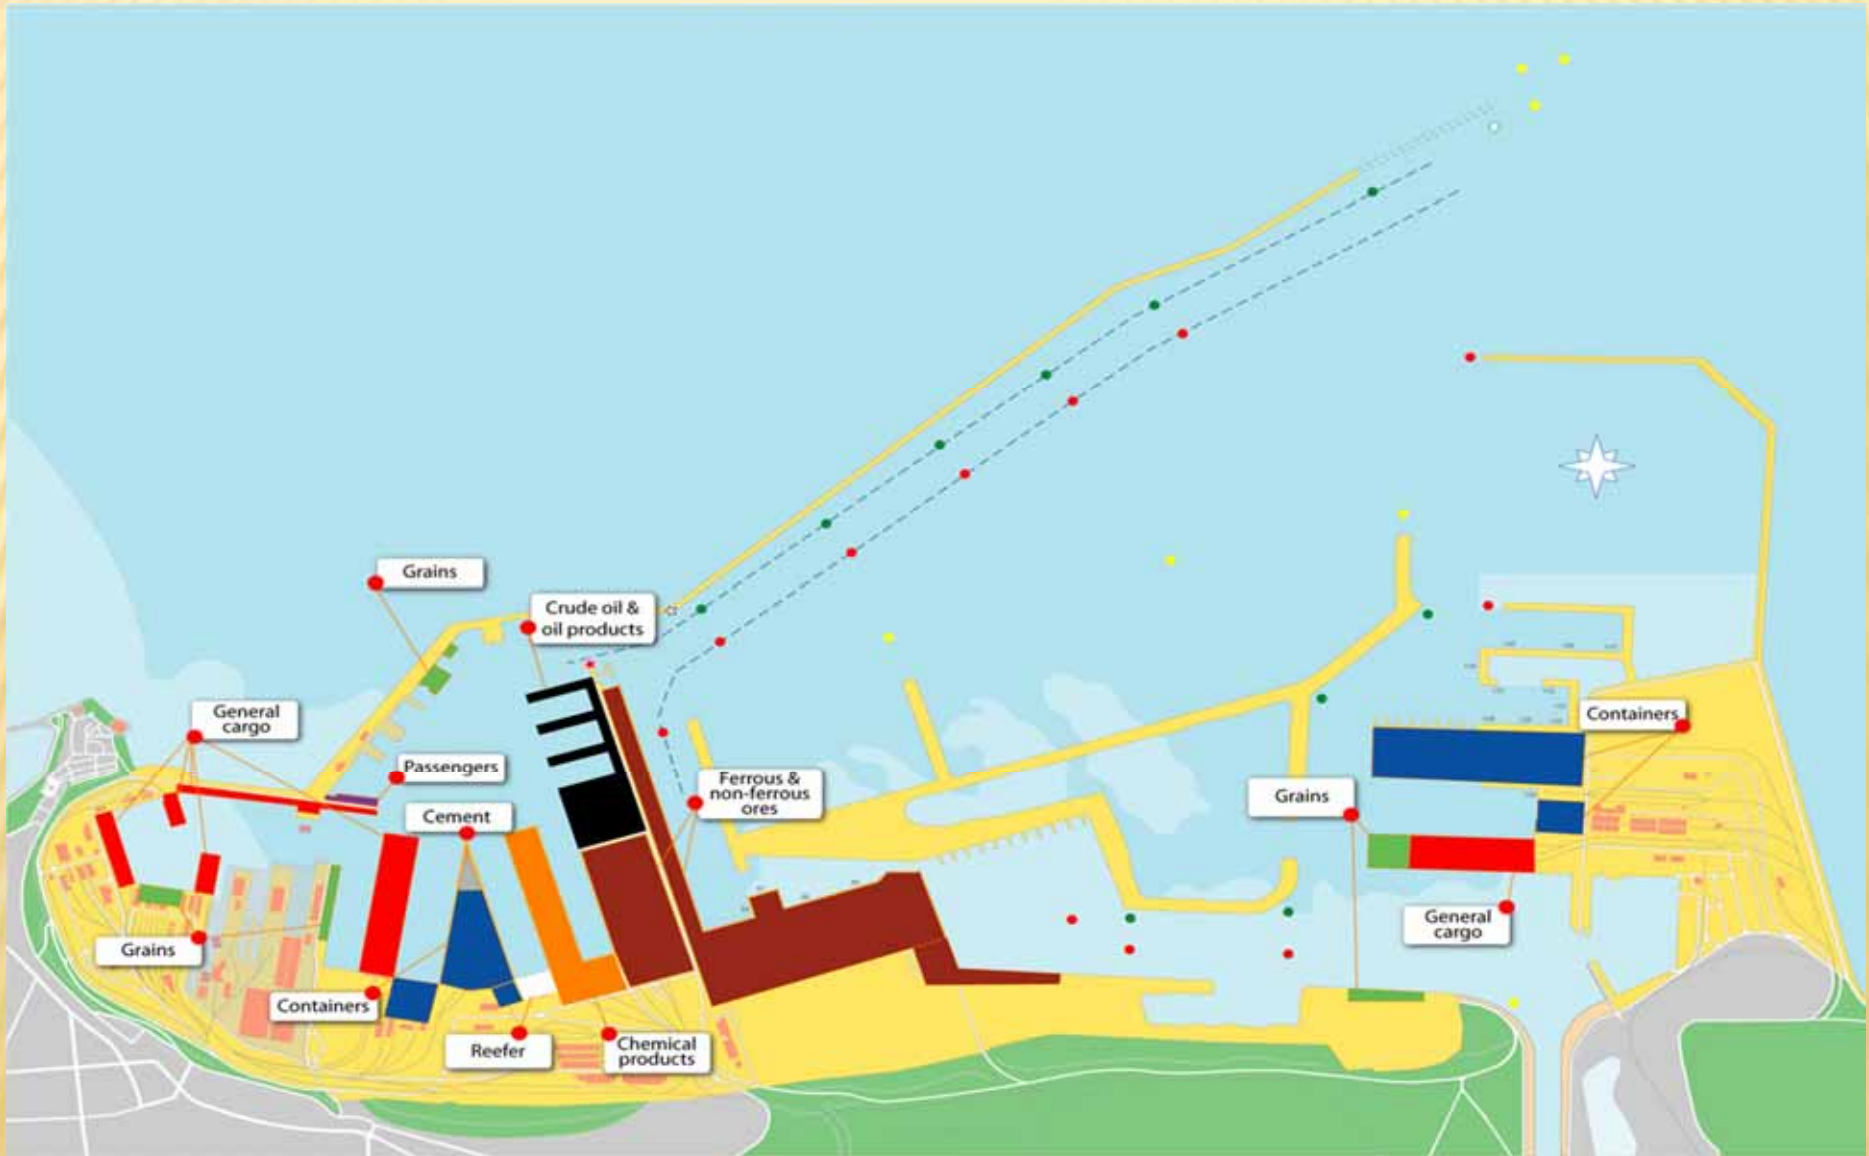 Grains
Crude oil &
oil products
General
cargo
Passengers
Cement
Ferrous &
non-ferrous
ores
Containers
Grains
Grains
General
cargo
Containers
Reefer
Chemical
products